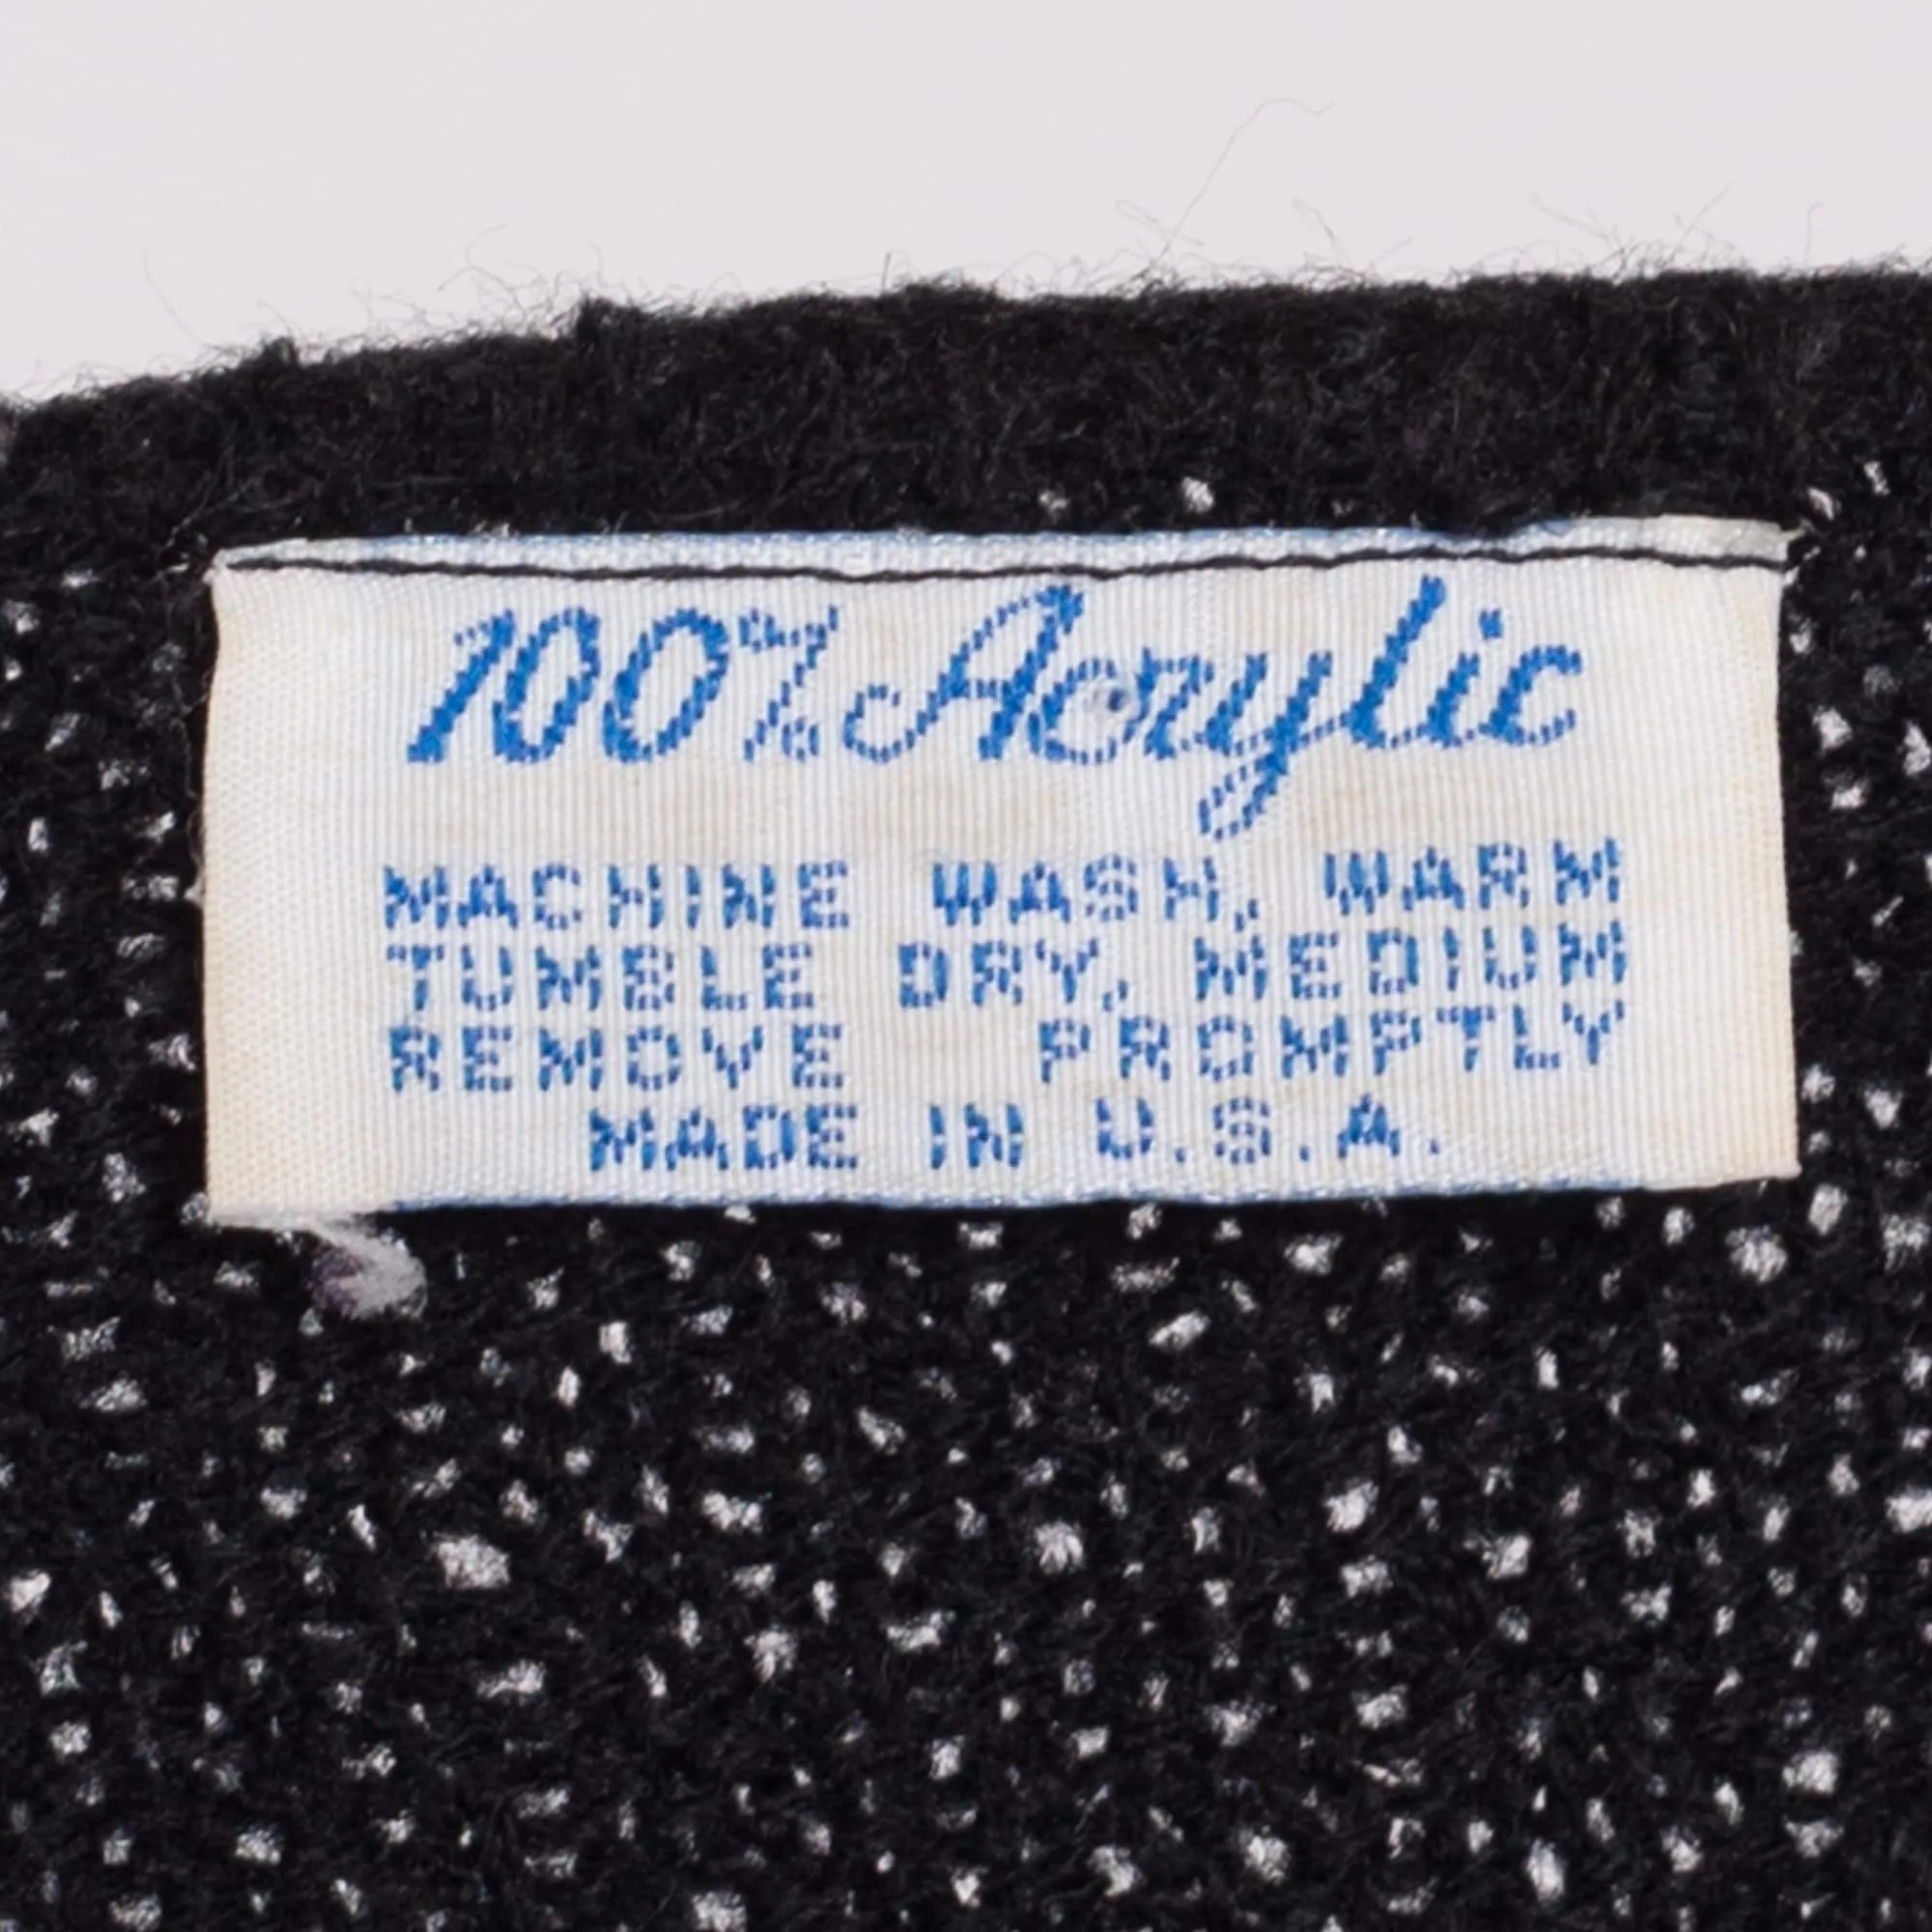 100% Acrylic
MACHINE WASH, WARM
TUMBLE DRY, MEDIUM
REMOVE PROMPTLY
MADE IN U.S.A.